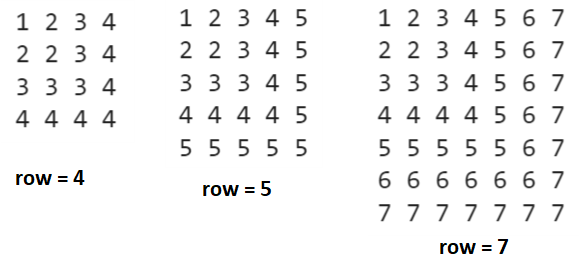 1 2 3 4
2 2 3 4
3 3 3 4
4 4 4 4
row = 4
1 2 3 4 5
2 2 3 4 5
3 3 3 4 5
4 4 4 4 5
5 5 5 5 5
row = 5
1 2 3 4 5 6 7
2 2 3 4 5 6 7
3 3 3 4 5 6 7
4 4 4 4 5 6 7
5 5 5 5 5 6 7
6 6 6 6 6 6 7
7 7 7 7 7 7 7
row = 7